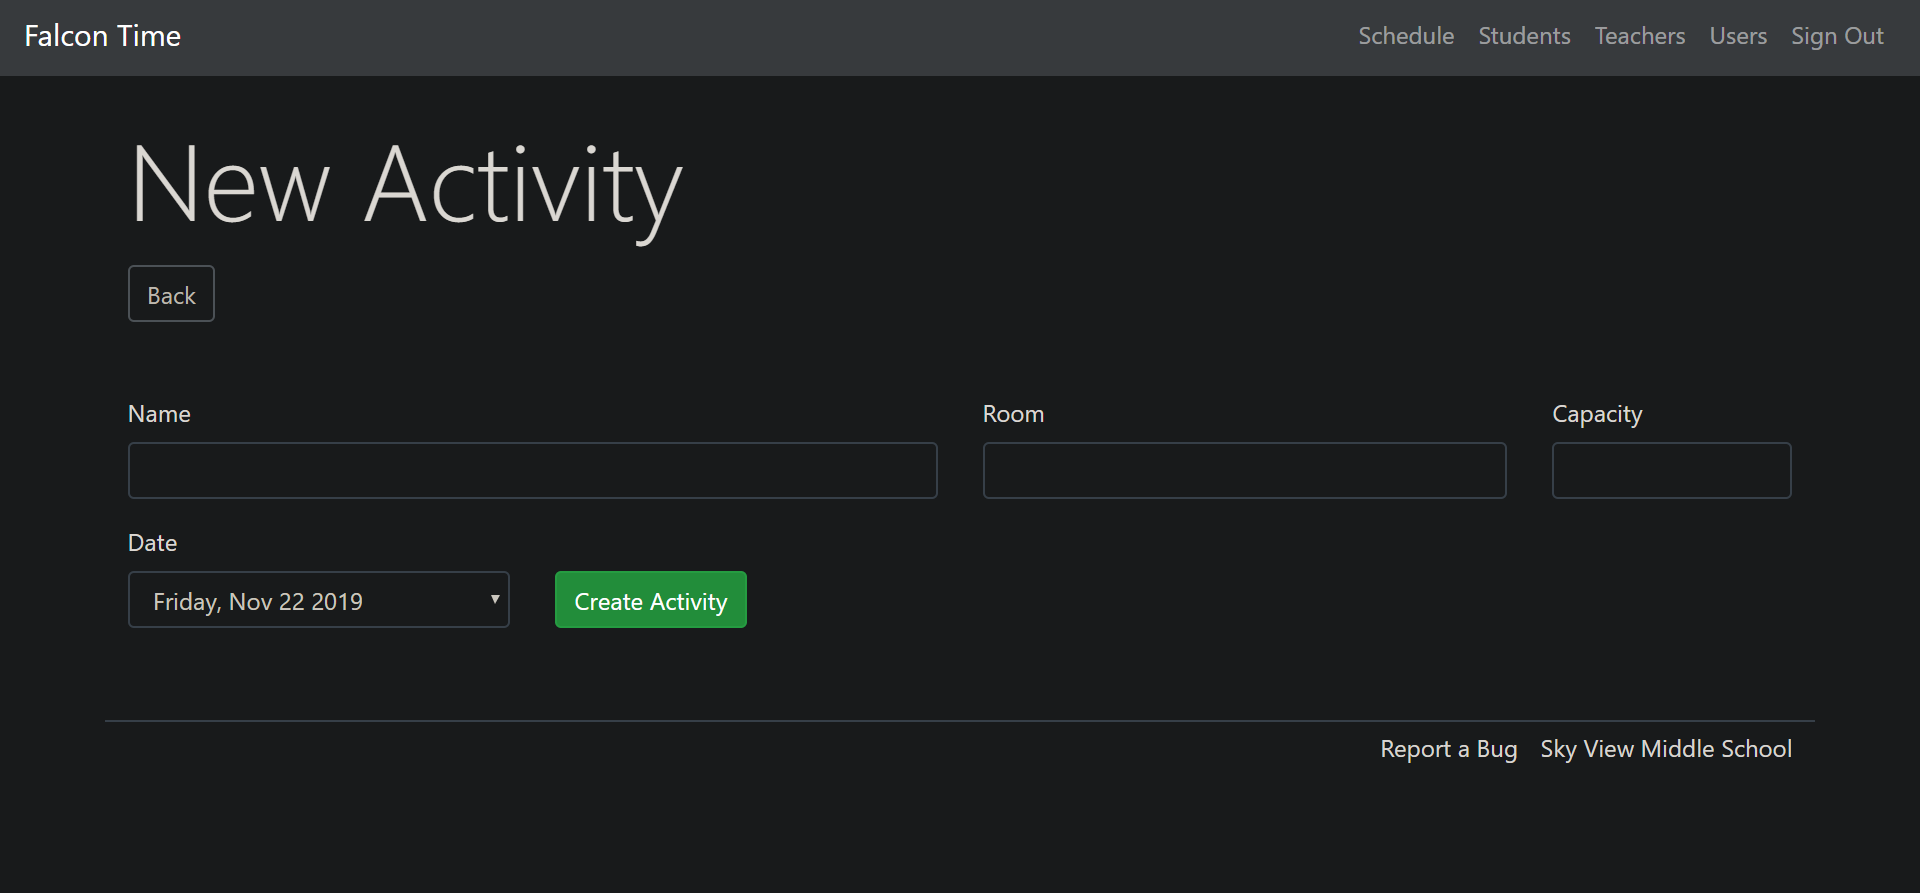 Falcon Time Schedule Students Teachers Users Sign Out
New Activity
Back
Name Room Capacity
Date
Friday, Nov 22 2019 Create Activity
Report a Bug Sky View Middle School